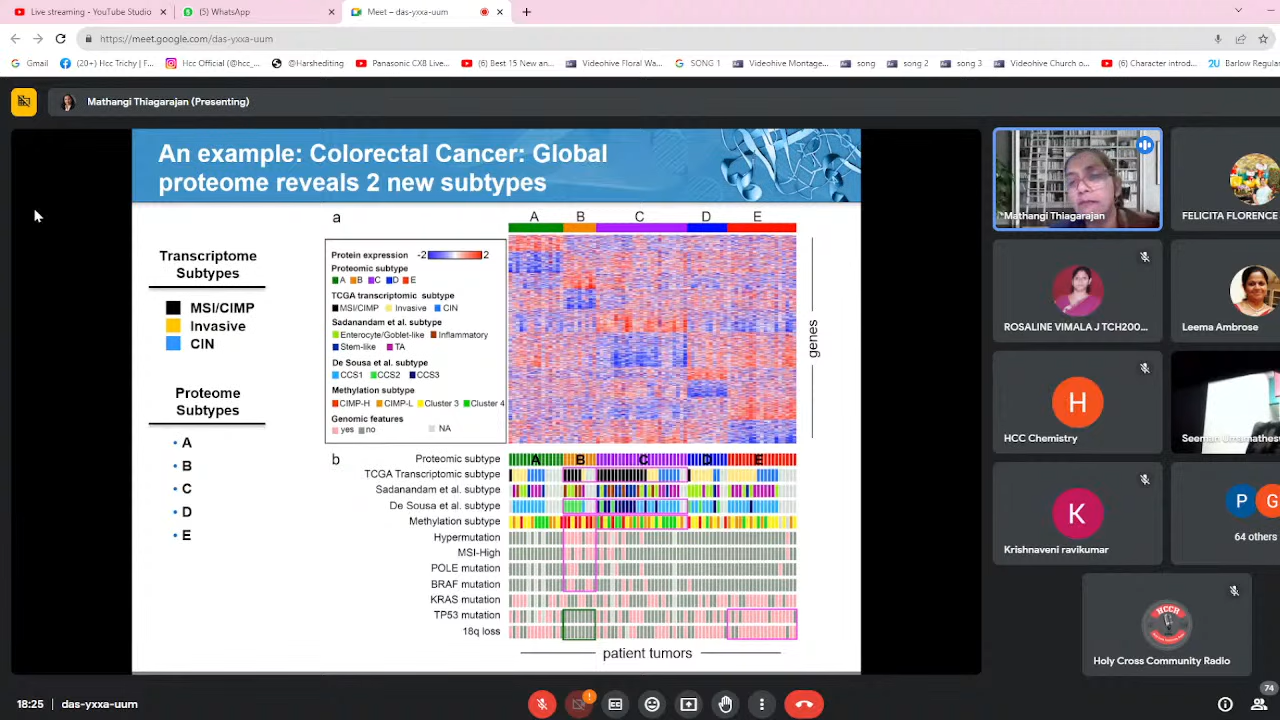 Live streaming - YouTube Studio
(5) WhatsApp
Meet – das-yxxa-uum
https://meet.google.com/das-yxxa-uum
Gmail
(20+) Hcc Trichy | F...
Hcc Official (@hcc_...
@Harshediting
Panasonic CX8 Live...
(6) Best 15 New an...
Videohive Floral Wa...
SONG 1
Videohive Montage...
song
song 2
song 3
Videohive Church o...
(6) Character introd...
Barlow Regular
Mathangi Thiagarajan (Presenting)
An example: Colorectal Cancer: Global
proteome reveals 2 new subtypes
Transcriptome
Subtypes
MSI/CIMP
Invasive
CIN
Proteome
Subtypes
• A
• B
• C
• D
• E
a
A B C D E
Protein expression -2 2
Proteomic subtype
A B C D E
TCGA transcriptomic subtype
MSI/CIMP Invasive CIN
Sadanandam et al. subtype
Enterocyte/Goblet-like Inflammatory
Stem-like TA
De Sousa et al. subtype
CCS1 CCS2 CCS3
Methylation subtype
CIMP-H CIMP-L Cluster 3 Cluster 4
Genomic features
yes no NA
genes
b
Proteomic subtype A B C D E
TCGA Transcriptomic subtype
Sadanandam et al. subtype
De Sousa et al. subtype
Methylation subtype
Hypermutation
MSI-High
POLE mutation
BRAF mutation
KRAS mutation
TP53 mutation
18q loss
patient tumors
Mathangi Thiagarajan
FELICITA FLORENCE
ROSALINE VIMALA J TCH200...
Leema Ambrose
H
HCC Chemistry
K
Krishnaveni ravikumar
P G
64 others
HCCR
Holy Cross Community Radio
18:25
das-yxxa-uum
74